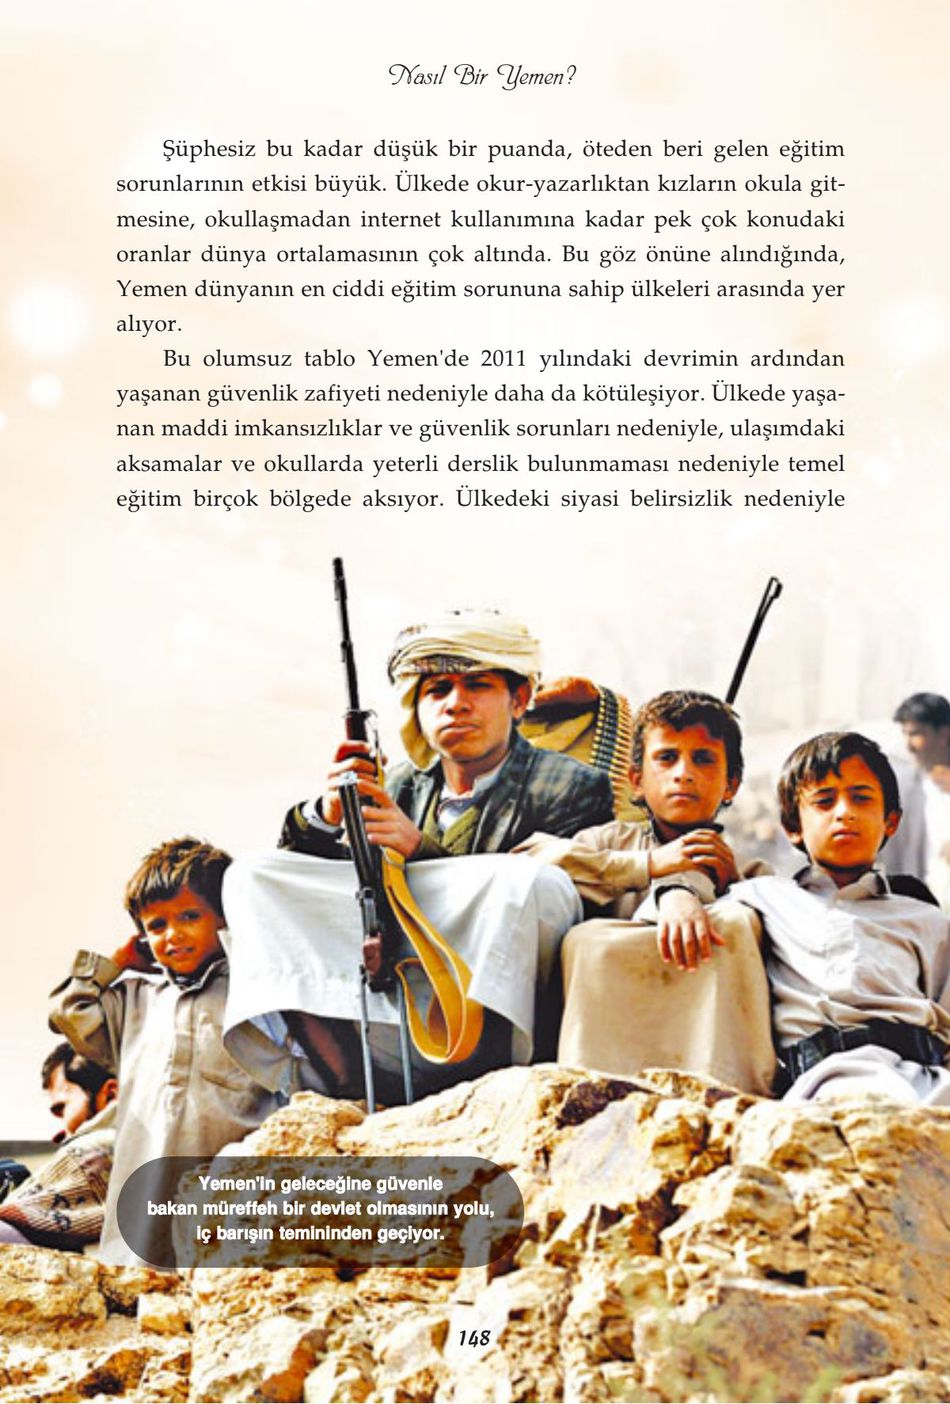 Nasıl Bir Yemen?
Şüphesiz bu kadar düşük bir puanda, öteden beri gelen eğitim
sorunlarının etkisi büyük. Ülkede okur-yazarlıktan kızların okula git-
mesine, okullaşmadan internet kullanımına kadar pek çok konudaki
oranlar dünya ortalamasının çok altında. Bu göz önüne alındığında,
Yemen dünyanın en ciddi eğitim sorununa sahip ülkeleri arasında yer
alıyor.
Bu olumsuz tablo Yemen'de 2011 yılındaki devrimin ardından
yaşanan güvenlik zafiyeti nedeniyle daha da kötüleşiyor. Ülkede yaşa-
nan maddi imkansızlıklar ve güvenlik sorunları nedeniyle, ulaşımdaki
aksamalar ve okullarda yeterli derslik bulunmaması nedeniyle temel
eğitim birçok bölgede aksıyor. Ülkedeki siyasi belirsizlik nedeniyle
Yemen'in geleceğine güvenle
bakan müreffeh bir devlet olmasının yolu,
iç barışın temininden geçiyor.
148